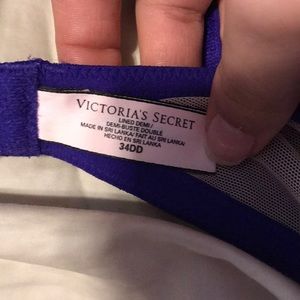 VICTORIA'S SECRET
LINED DEMI /
DEMI-BUSTE DOUBLÉ
MADE IN SRI LANKA/ FAIT AU SRI LANKA/
HECHO EN SRI LANKA
34DD